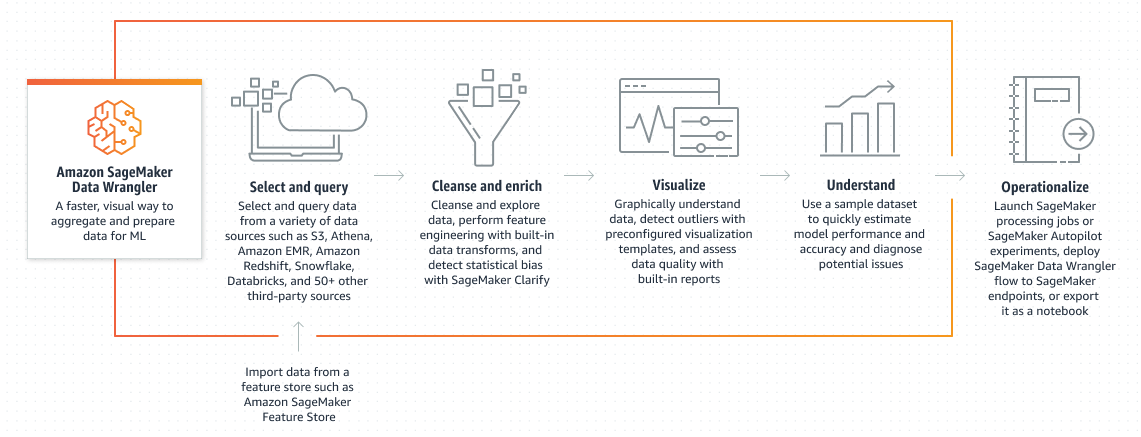 Amazon SageMaker
Data Wrangler
A faster, visual way to
aggregate and prepare
data for ML
Select and query
Select and query data
from a variety of data
sources such as S3, Athena,
Amazon EMR, Amazon
Redshift, Snowflake,
Databricks, and 50+ other
third-party sources
Import data from a
feature store such as
Amazon SageMaker
Feature Store
Cleanse and enrich
Cleanse and explore
data, perform feature
engineering with built-in
data transforms, and
detect statistical bias
with SageMaker Clarify
Visualize
Graphically understand
data, detect outliers with
preconfigured visualization
templates, and assess
data quality with
built-in reports
Understand
Use a sample dataset
to quickly estimate
model performance and
accuracy and diagnose
potential issues
Operationalize
Launch SageMaker
processing jobs or
SageMaker Autopilot
experiments, deploy
SageMaker Data Wrangler
flow to SageMaker
endpoints, or export
it as a notebook